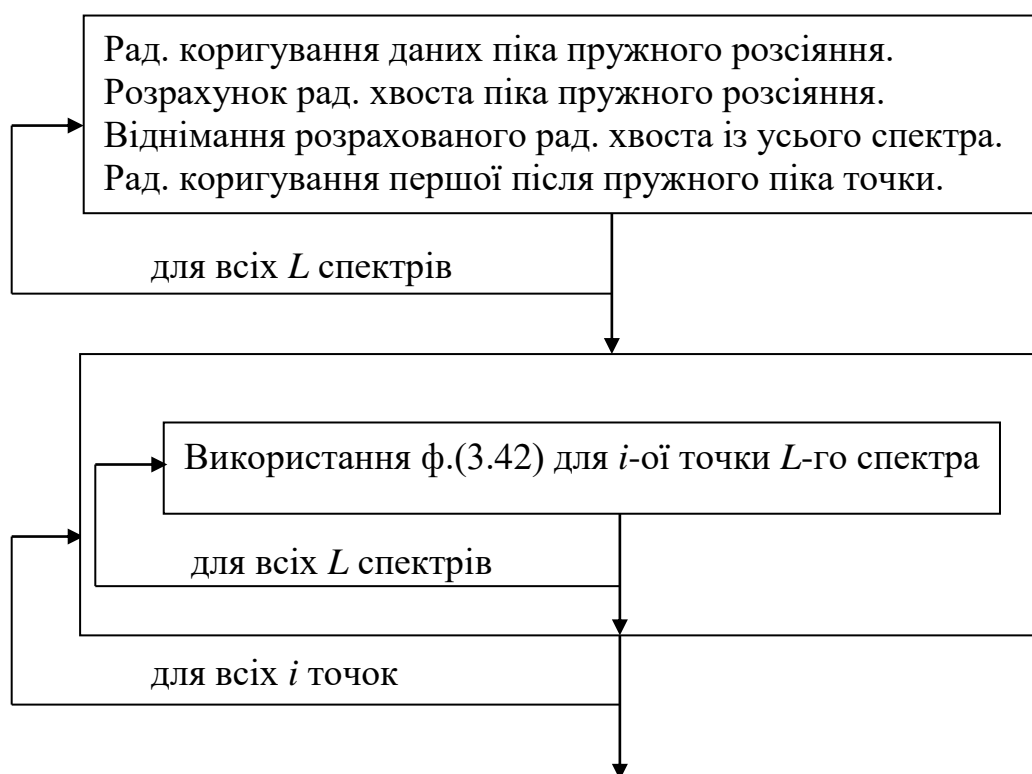 Рад. коригування даних піка пружного розсіяння.
Розрахунок рад. хвоста піка пружного розсіяння.
Віднімання розрахованого рад. хвоста із усього спектра.
Рад. коригування першої після пружного піка точки.
для всіх L спектрів
Використання ф.(3.42) для i-ої точки L-го спектра
для всіх L спектрів
для всіх i точок